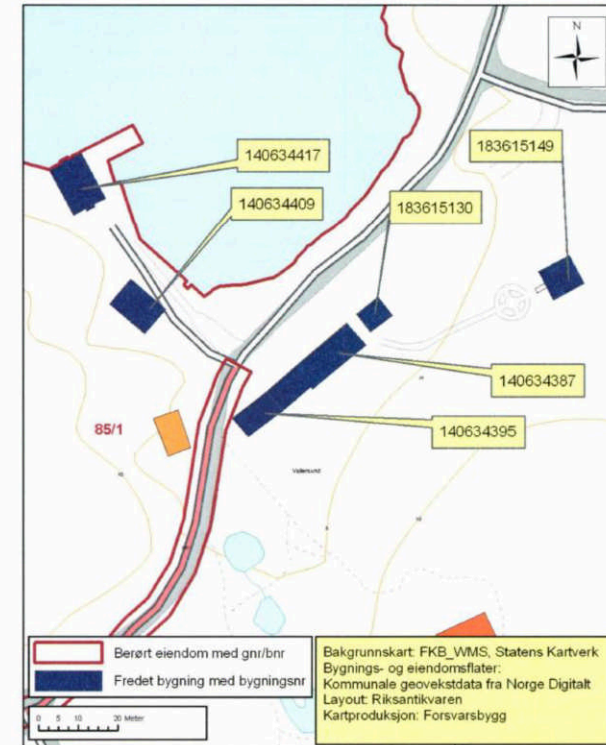 N
183615149
140634417
140634409
183615130
140634387
140634395
85/1
Berørt eiendom med gnr/bnr
Fredet bygning med bygningsnr
0 5 10 20 Meter
Bakgrunnskart: FKB_WMS, Statens Kartverk
Bygnings- og eiendomsflater:
Kommunale geovekstdata fra Norge Digitalt
Layout: Riksantikvaren
Kartproduksjon: Forsvarsbygg